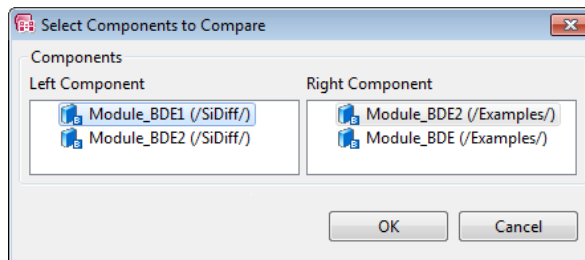 Select Components to Compare
Components
Left Component
Module_BDE1 (/SiDiff/)
Module_BDE2 (/SiDiff/)
Right Component
Module_BDE2 (/Examples/)
Module_BDE (/Examples/)
OK
Cancel